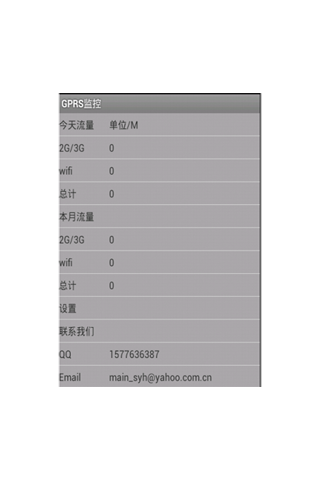 GPRS监控
今天流量 单位/M
2G/3G 0
wifi 0
总计 0
本月流量
2G/3G 0
wifi 0
总计 0
设置
联系我们
QQ 1577636387
Email main_syh@yahoo.com.cn